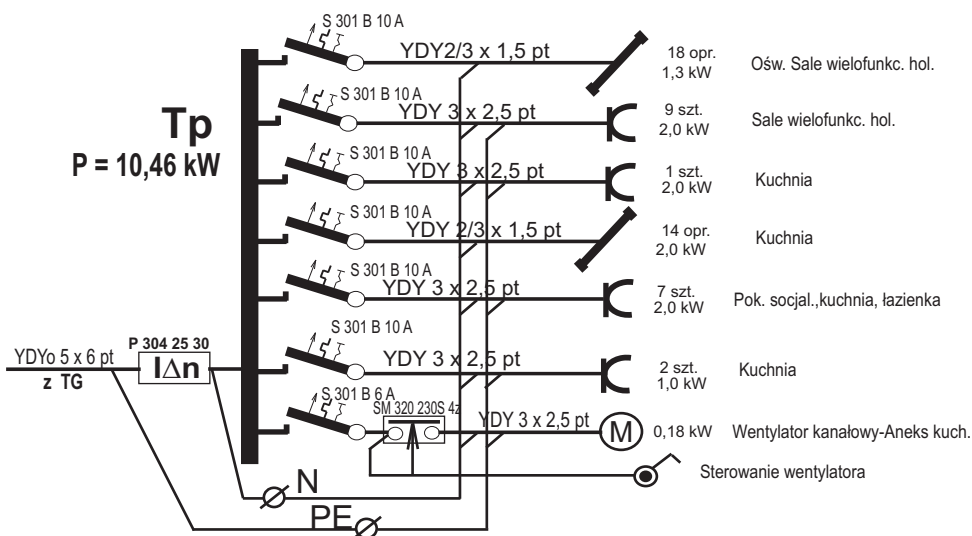 S 301 B 10 A
YDY2/3 x 1,5 pt
18 opr.
1,3 kW
Ośw. Sale wielofunkc. hol.
S 301 B 10 A
YDY 3 x 2,5 pt
9 szt.
2,0 kW
Sale wielofunkc. hol.
Tp
P = 10,46 kW
S 301 B 10 A
YDY 3 x 2,5 pt
1 szt.
2,0 kW
Kuchnia
S 301 B 10 A
YDY 2/3 x 1,5 pt
14 opr.
2,0 kW
Kuchnia
S 301 B 10 A
YDY 3 x 2,5 pt
7 szt.
2,0 kW
Pok. socjal.,kuchnia, łazienka
S 301 B 10 A
YDY 3 x 2,5 pt
2 szt.
1,0 kW
Kuchnia
YDYo 5 x 6 pt
z TG
P 304 25 30
I∆n
S 301 B 6 A
SM 320 230S 4z
YDY 3 x 2,5 pt
M
0,18 kW
Wentylator kanałowy-Aneks kuch.
Sterowanie wentylatora
N
PE